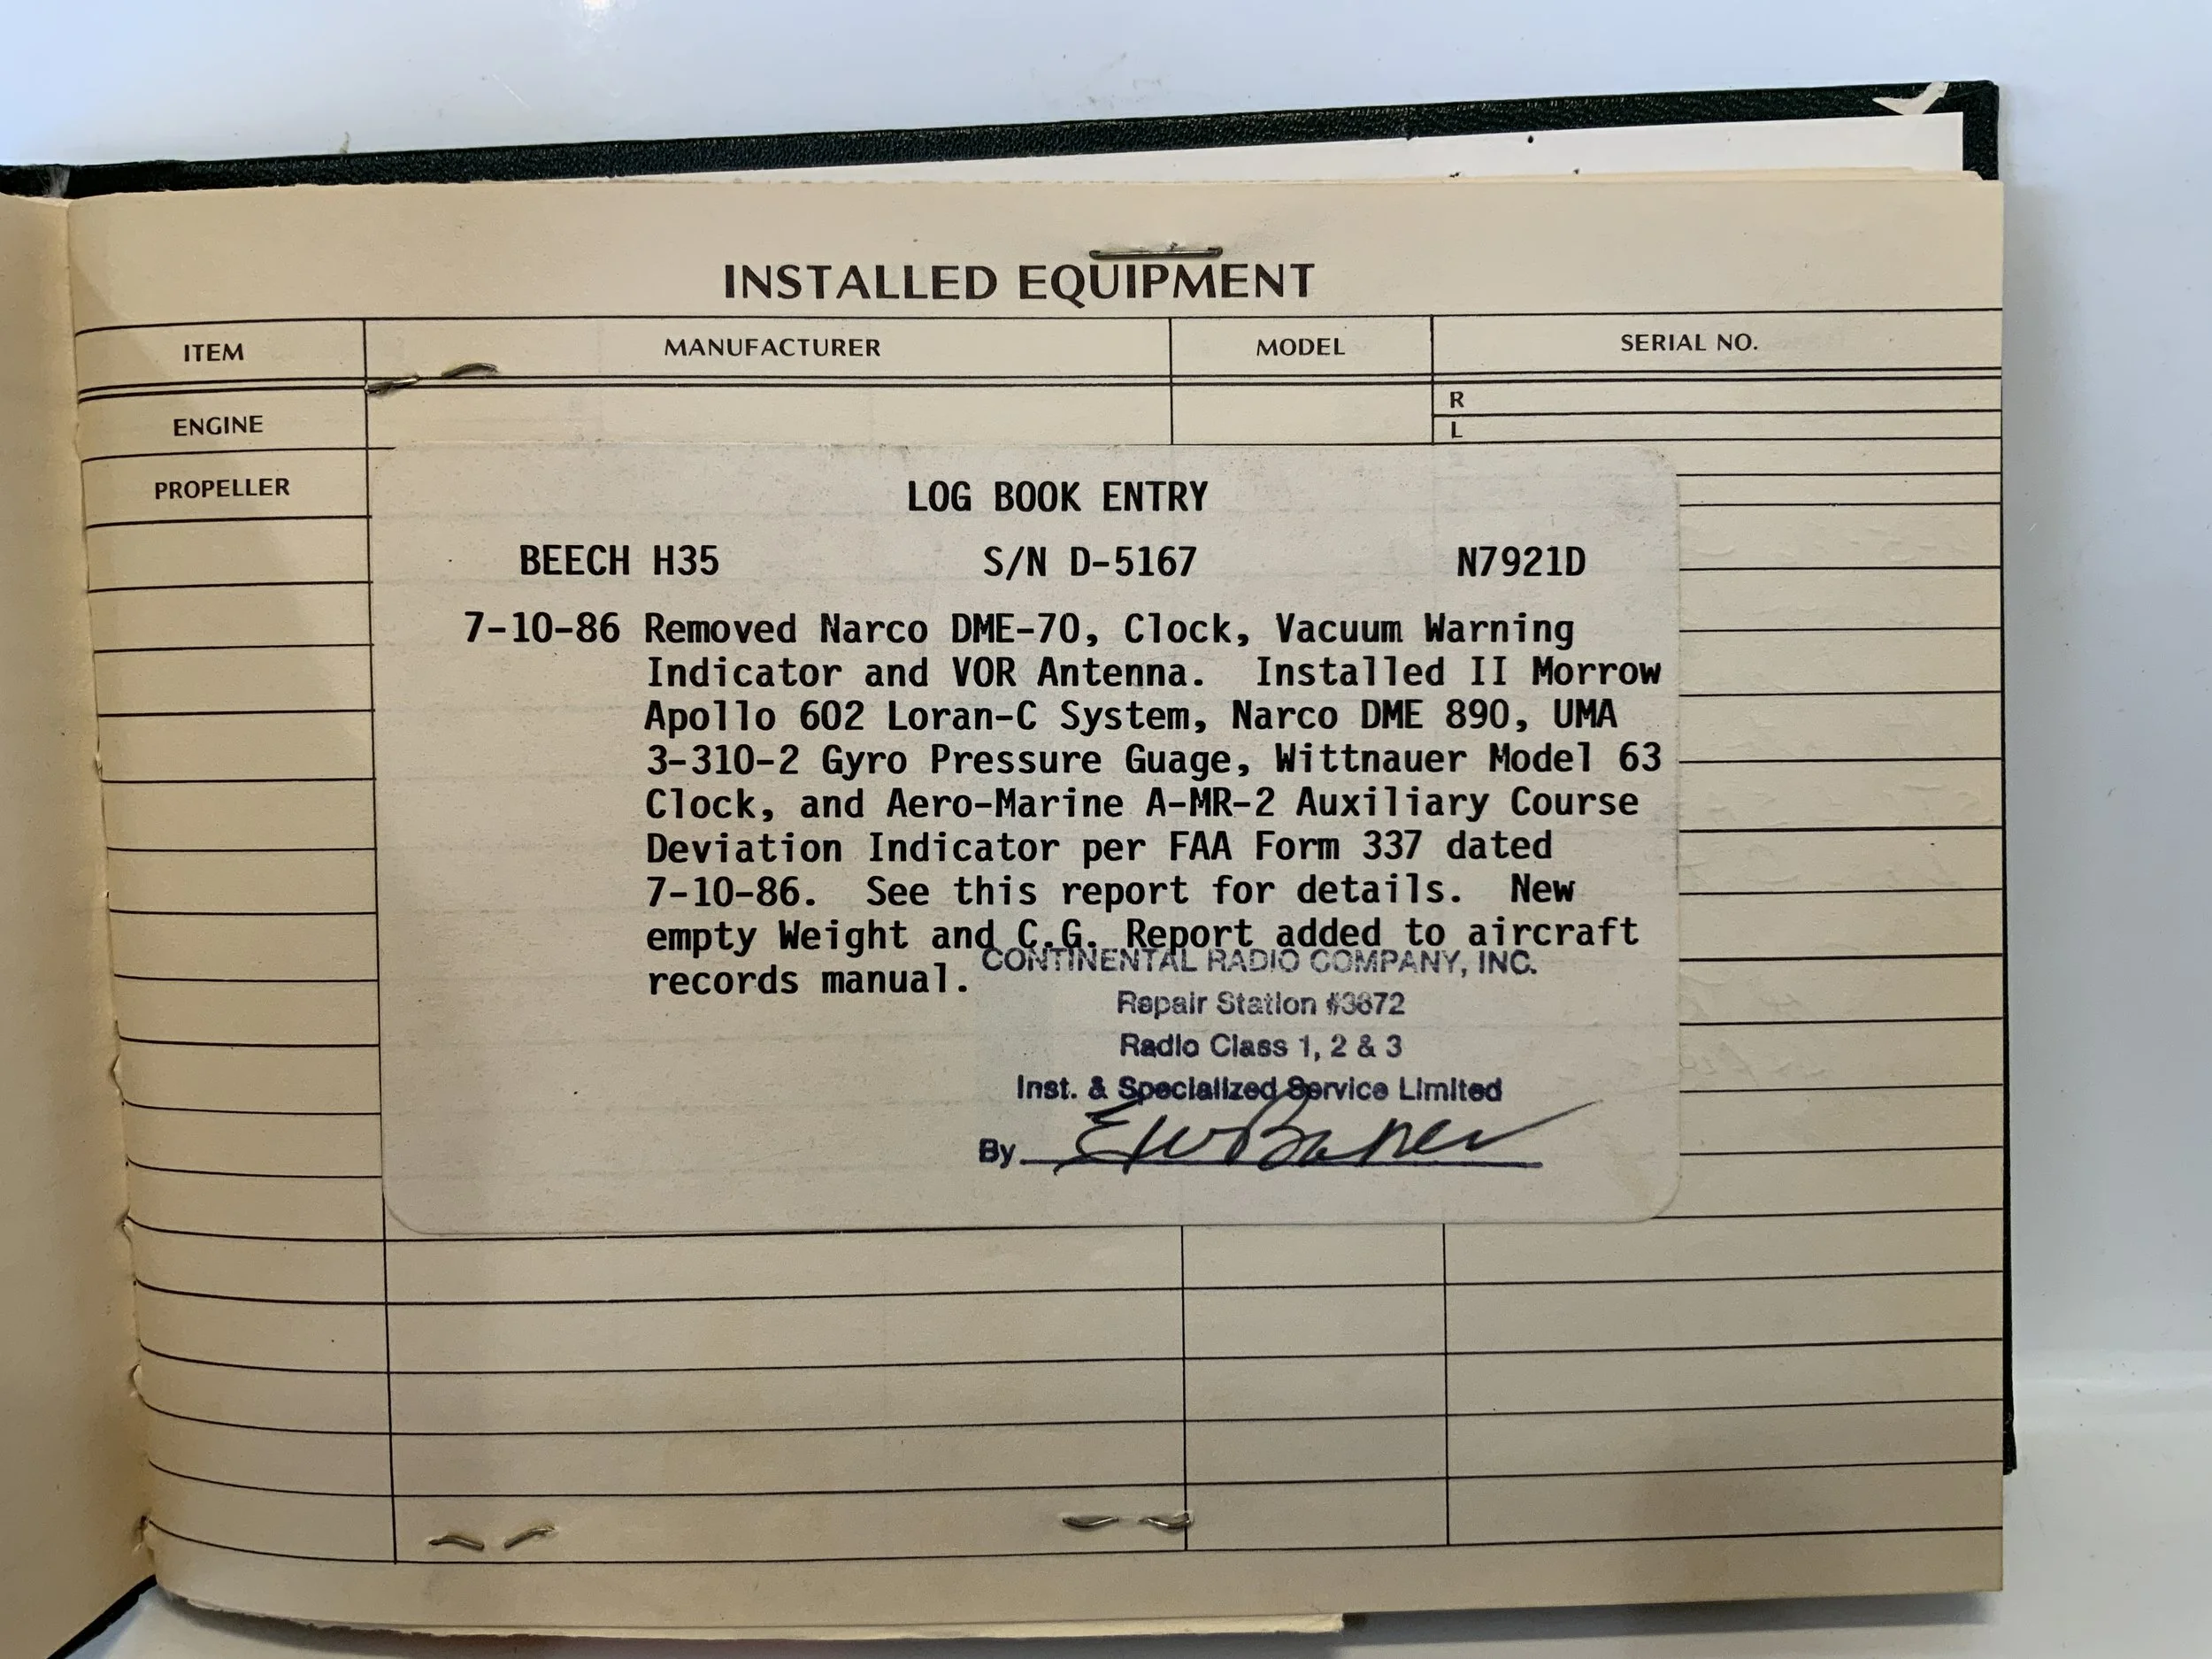 INSTALLED EQUIPMENT
ITEM MANUFACTURER MODEL SERIAL NO.
R
ENGINE
L
PROPELLER
LOG BOOK ENTRY
BEECH H35 S/N D-5167 N7921D
7-10-86 Removed Narco DME-70, Clock, Vacuum Warning
Indicator and VOR Antenna. Installed II Morrow
Apollo 602 Loran-C System, Narco DME 890, UMA
3-310-2 Gyro Pressure Guage, Wittnauer Model 63
Clock, and Aero-Marine A-MR-2 Auxiliary Course
Deviation Indicator per FAA Form 337 dated
7-10-86. See this report for details. New
empty Weight and C.G. Report added to aircraft
records manual.
CONTINENTAL RADIO COMPANY, INC.
Repair Station #3672
Radio Class 1, 2 & 3
Inst. & Specialized Service Limited
By EW Baker